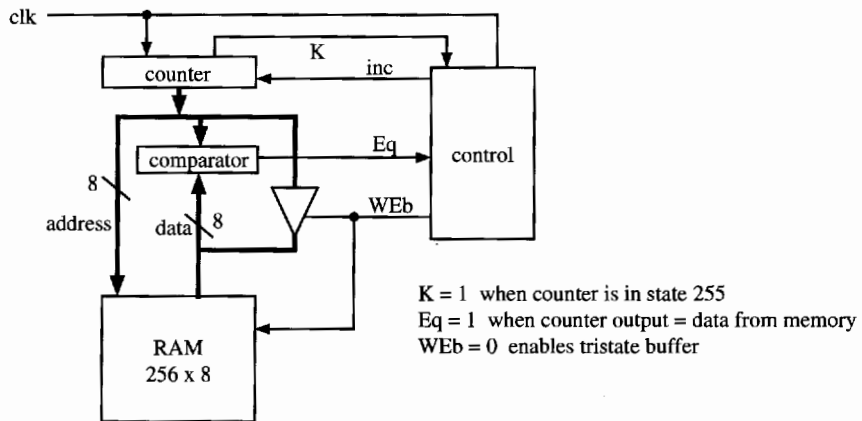 clk
K
counter
inc
comparator
Eq
control
8
address
data
8
WEb
RAM
256 x 8
K = 1 when counter is in state 255
Eq = 1 when counter output = data from memory
WEb = 0 enables tristate buffer